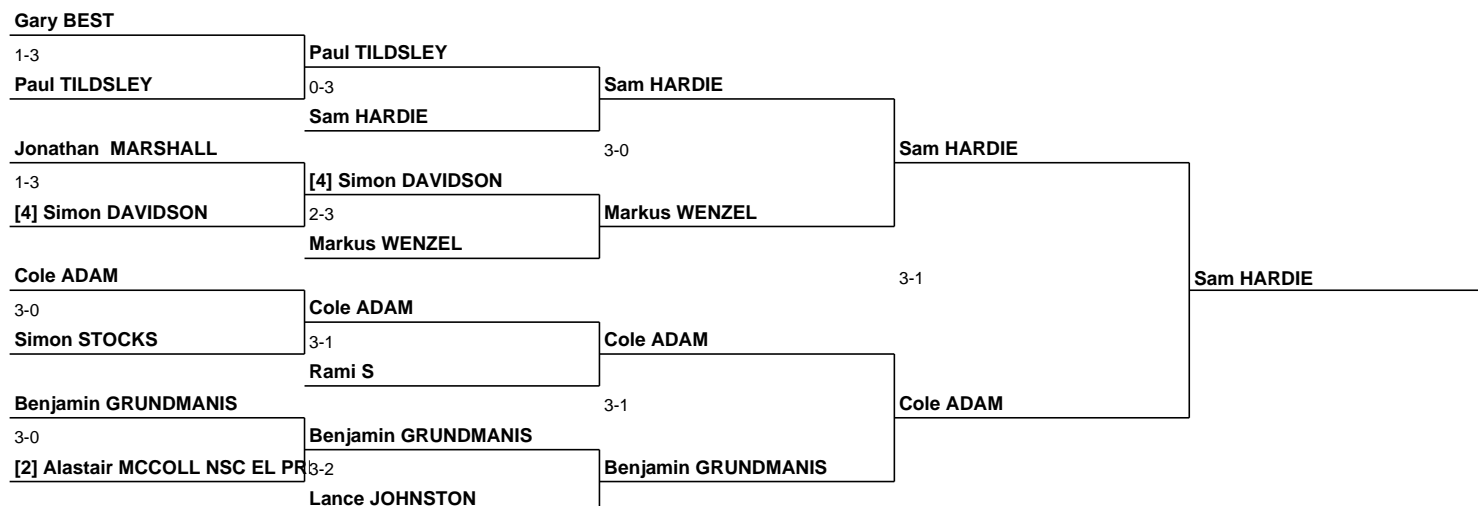 Gary BEST
1-3
Paul TILDSLEY
Jonathan  MARSHALL
1-3
[4] Simon DAVIDSON
Cole ADAM
3-0
Simon STOCKS
Benjamin GRUNDMANIS
3-0
[2] Alastair MCCOLL NSC EL PR
Paul TILDSLEY
0-3
Sam HARDIE
[4] Simon DAVIDSON
2-3
Markus WENZEL
Cole ADAM
3-1
Rami S
Benjamin GRUNDMANIS
3-2
Lance JOHNSTON
Sam HARDIE
3-0
Markus WENZEL
Cole ADAM
3-1
Benjamin GRUNDMANIS
Sam HARDIE
3-1
Cole ADAM
Sam HARDIE